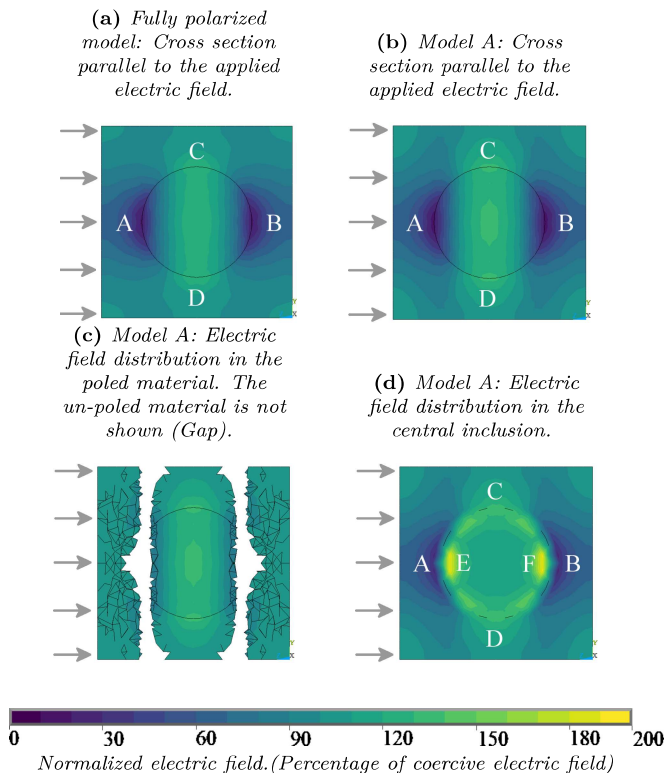 (a) Fully polarized
model: Cross section
parallel to the applied
electric field.
(b) Model A: Cross
section parallel to the
applied electric field.
C
A
B
D
Y
X
C
A
B
D
Y
X
(c) Model A: Electric
field distribution in the
poled material. The
un-poled material is not
shown (Gap).
(d) Model A: Electric
field distribution in the
central inclusion.
Y
X
C
A E F B
D
Y
X
0 30 60 90 120 150 180 200
Normalized electric field.(Percentage of coercive electric field)